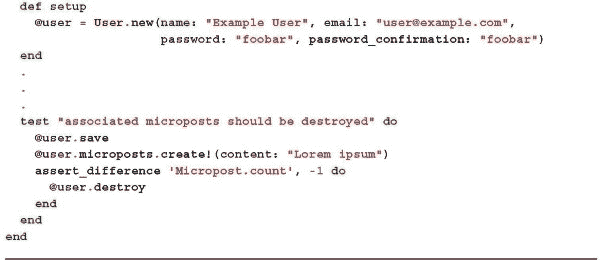 def setup
@user = User.new(name: "Example User", email: "user@example.com",
password: "foobar", password_confirmation: "foobar")
end
.
.
.
test "associated microposts should be destroyed" do
@user.save
@user.microposts.create!(content: "Lorem ipsum")
assert_difference 'Micropost.count', -1 do
@user.destroy
end
end
end